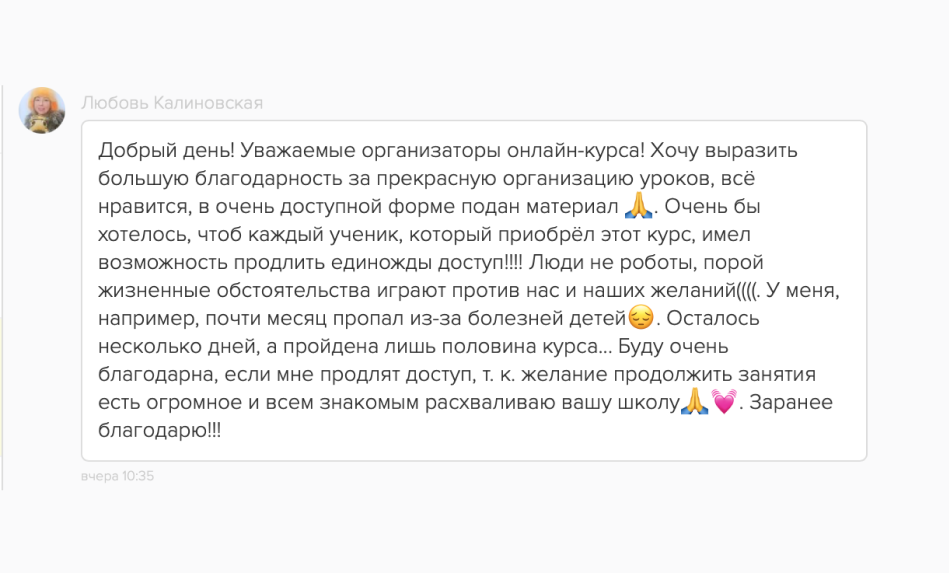 Любовь Калиновская
Добрый день! Уважаемые организаторы онлайн-курса! Хочу выразить
большую благодарность за прекрасную организацию уроков, всё
нравится, в очень доступной форме подан материал 🙏. Очень бы
хотелось, чтоб каждый ученик, который приобрёл этот курс, имел
возможность продлить единожды доступ!!!! Люди не роботы, порой
жизненные обстоятельства играют против нас и наших желаний((((. У меня,
например, почти месяц пропал из-за болезней детей😔. Осталось
несколько дней, а пройдена лишь половина курса... Буду очень
благодарна, если мне продлят доступ, т. к. желание продолжить занятия
есть огромное и всем знакомым расхваливаю вашу школу🙏💓. Заранее
благодарю!!!
вчера 10:35